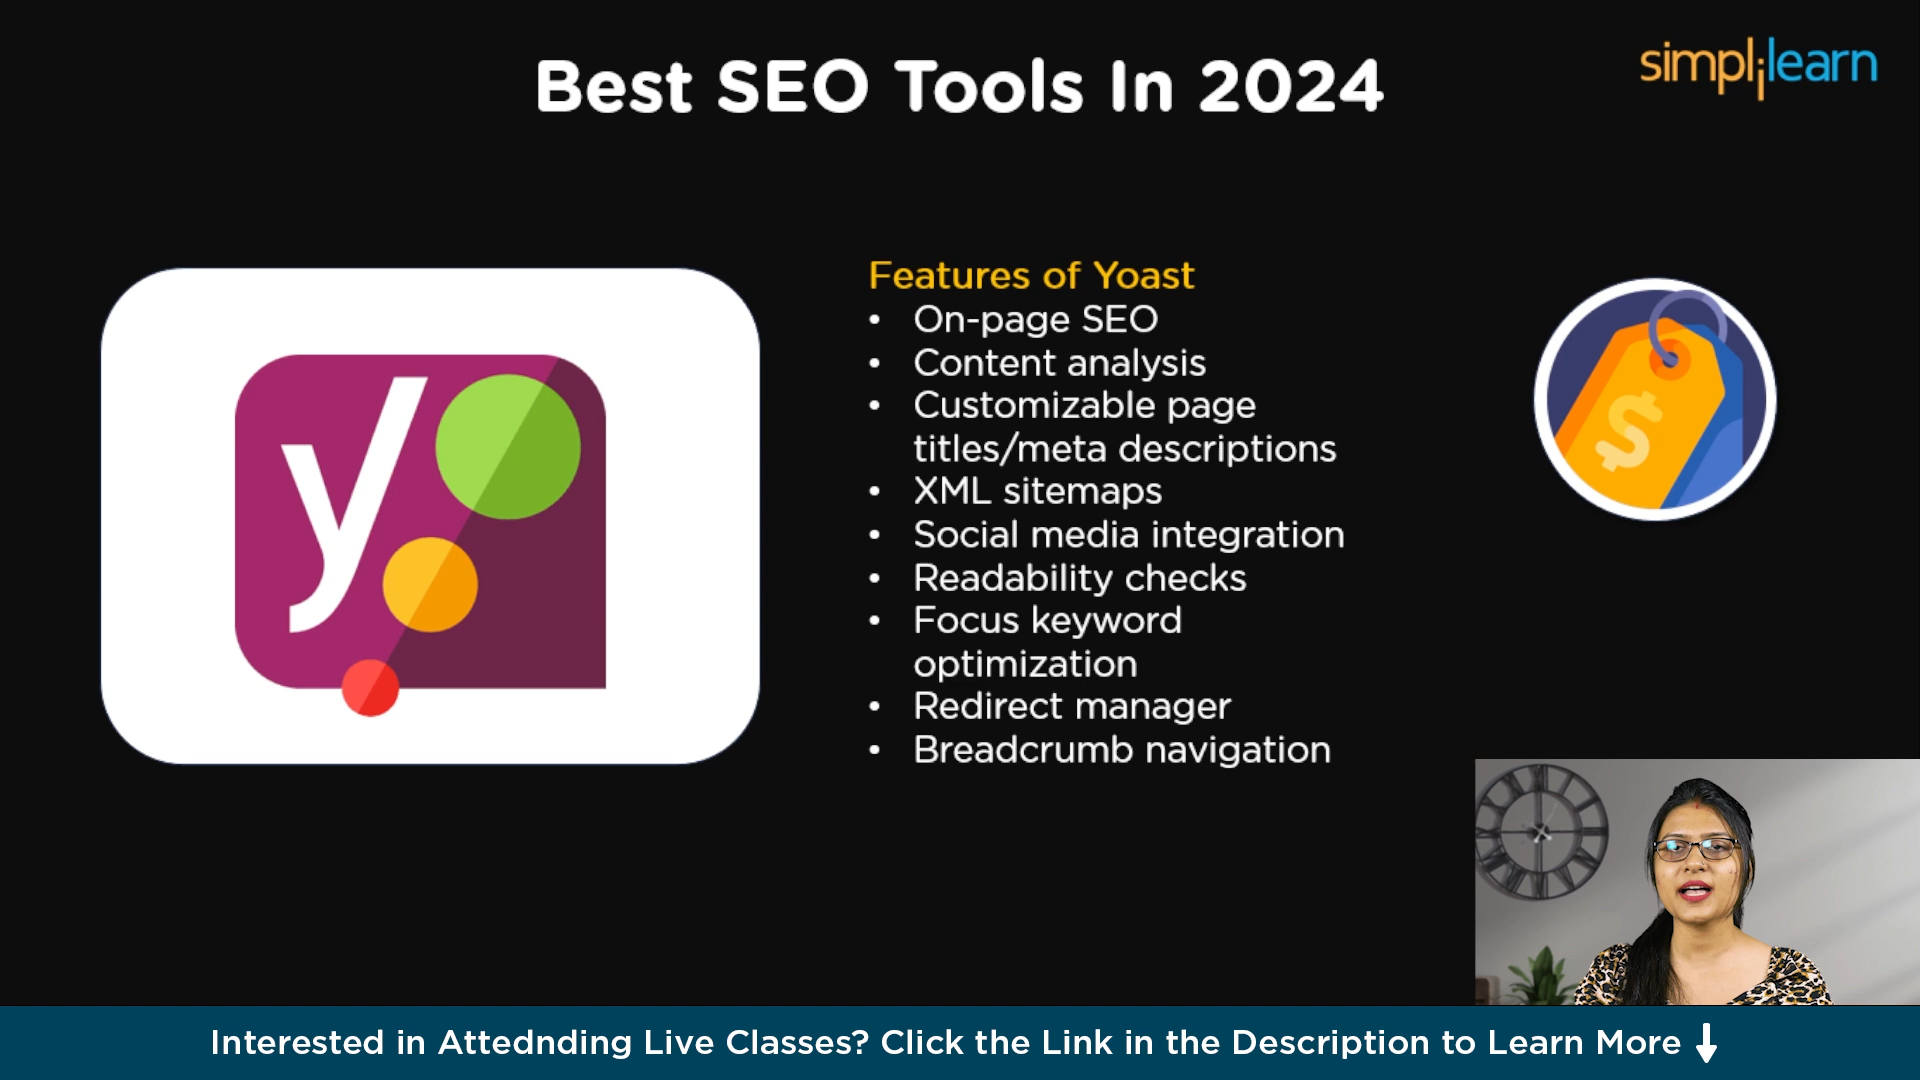 Best SEO Tools In 2024
simplilearn
Features of Yoast
• On-page SEO
• Content analysis
• Customizable page
titles/meta descriptions
• XML sitemaps
• Social media integration
• Readability checks
• Focus keyword
optimization
• Redirect manager
• Breadcrumb navigation
y
$
Interested in Attednding Live Classes? Click the Link in the Description to Learn More